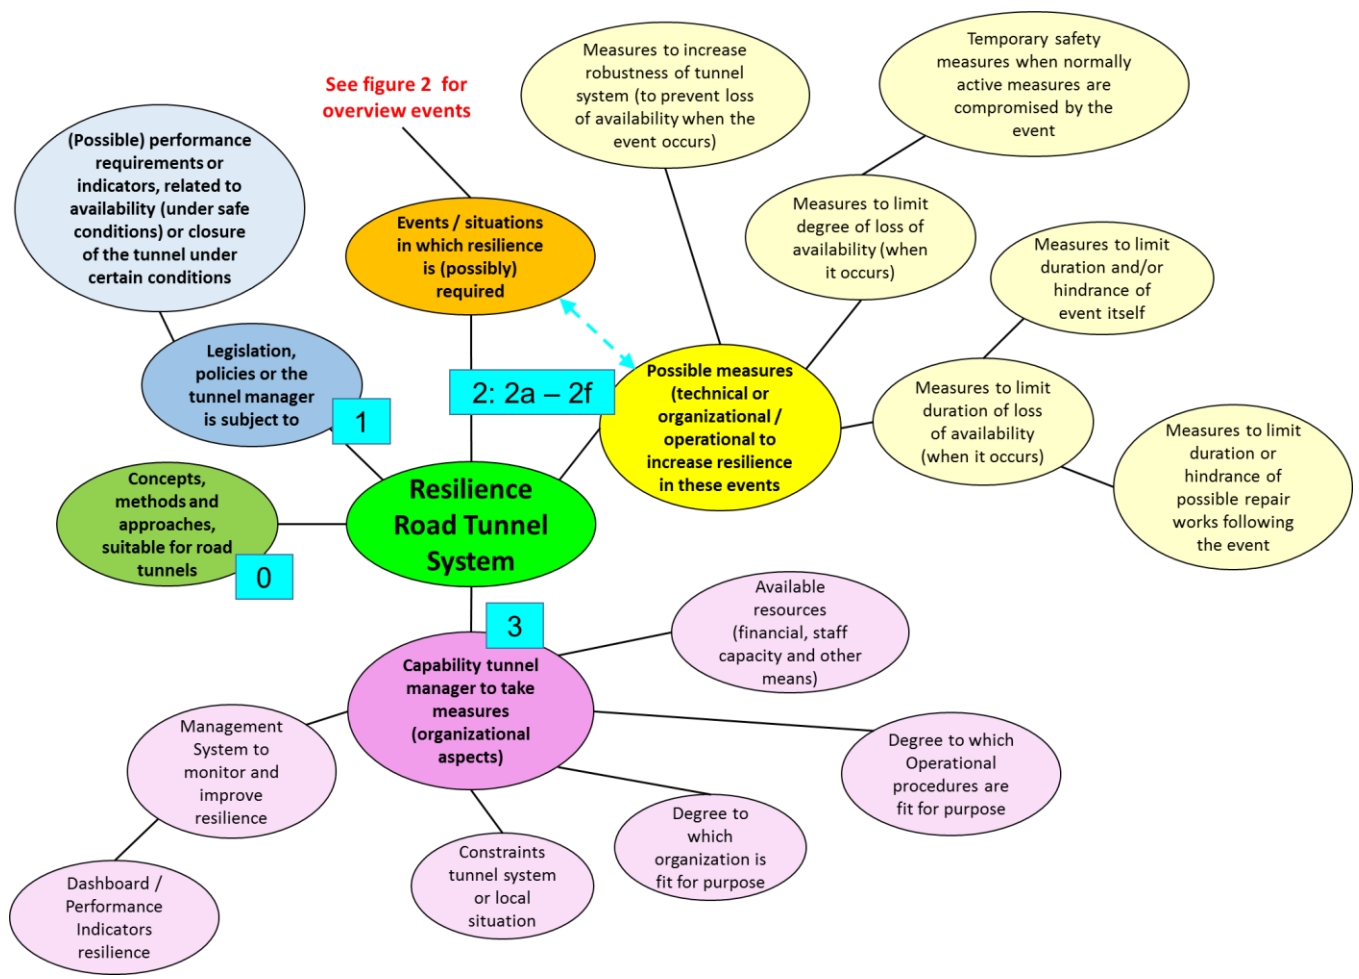 See figure 2 for
overview events
(Possible) performance
requirements or
indicators, related to
availability (under safe
conditions) or closure
of the tunnel under
certain conditions
Events / situations
in which resilience
is (possibly)
required
Measures to increase
robustness of tunnel
system (to prevent loss
of availability when the
event occurs)
Temporary safety
measures when normally
active measures are
compromised by the
event
Measures to limit
degree of loss of
availability (when
it occurs)
Measures to limit
duration and/or
hindrance of
event itself
Legislation,
policies or the
tunnel manager
is subject to
1
2: 2a – 2f
Possible measures
(technical or
organizational /
operational to
increase resilience
in these events
Measures to limit
duration of loss
of availability
(when it occurs)
Measures to limit
duration or
hindrance of
possible repair
works following
the event
Concepts,
methods and
approaches,
suitable for road
tunnels
0
Resilience
Road Tunnel
System
3
Capability tunnel
manager to take
measures
(organizational
aspects)
Available
resources
(financial, staff
capacity and other
means)
Management
System to
monitor and
improve
resilience
Degree to which
Operational
procedures are
fit for purpose
Degree to
which
organization is
fit for purpose
Constraints
tunnel system
or local
situation
Dashboard /
Performance
Indicators
resilience